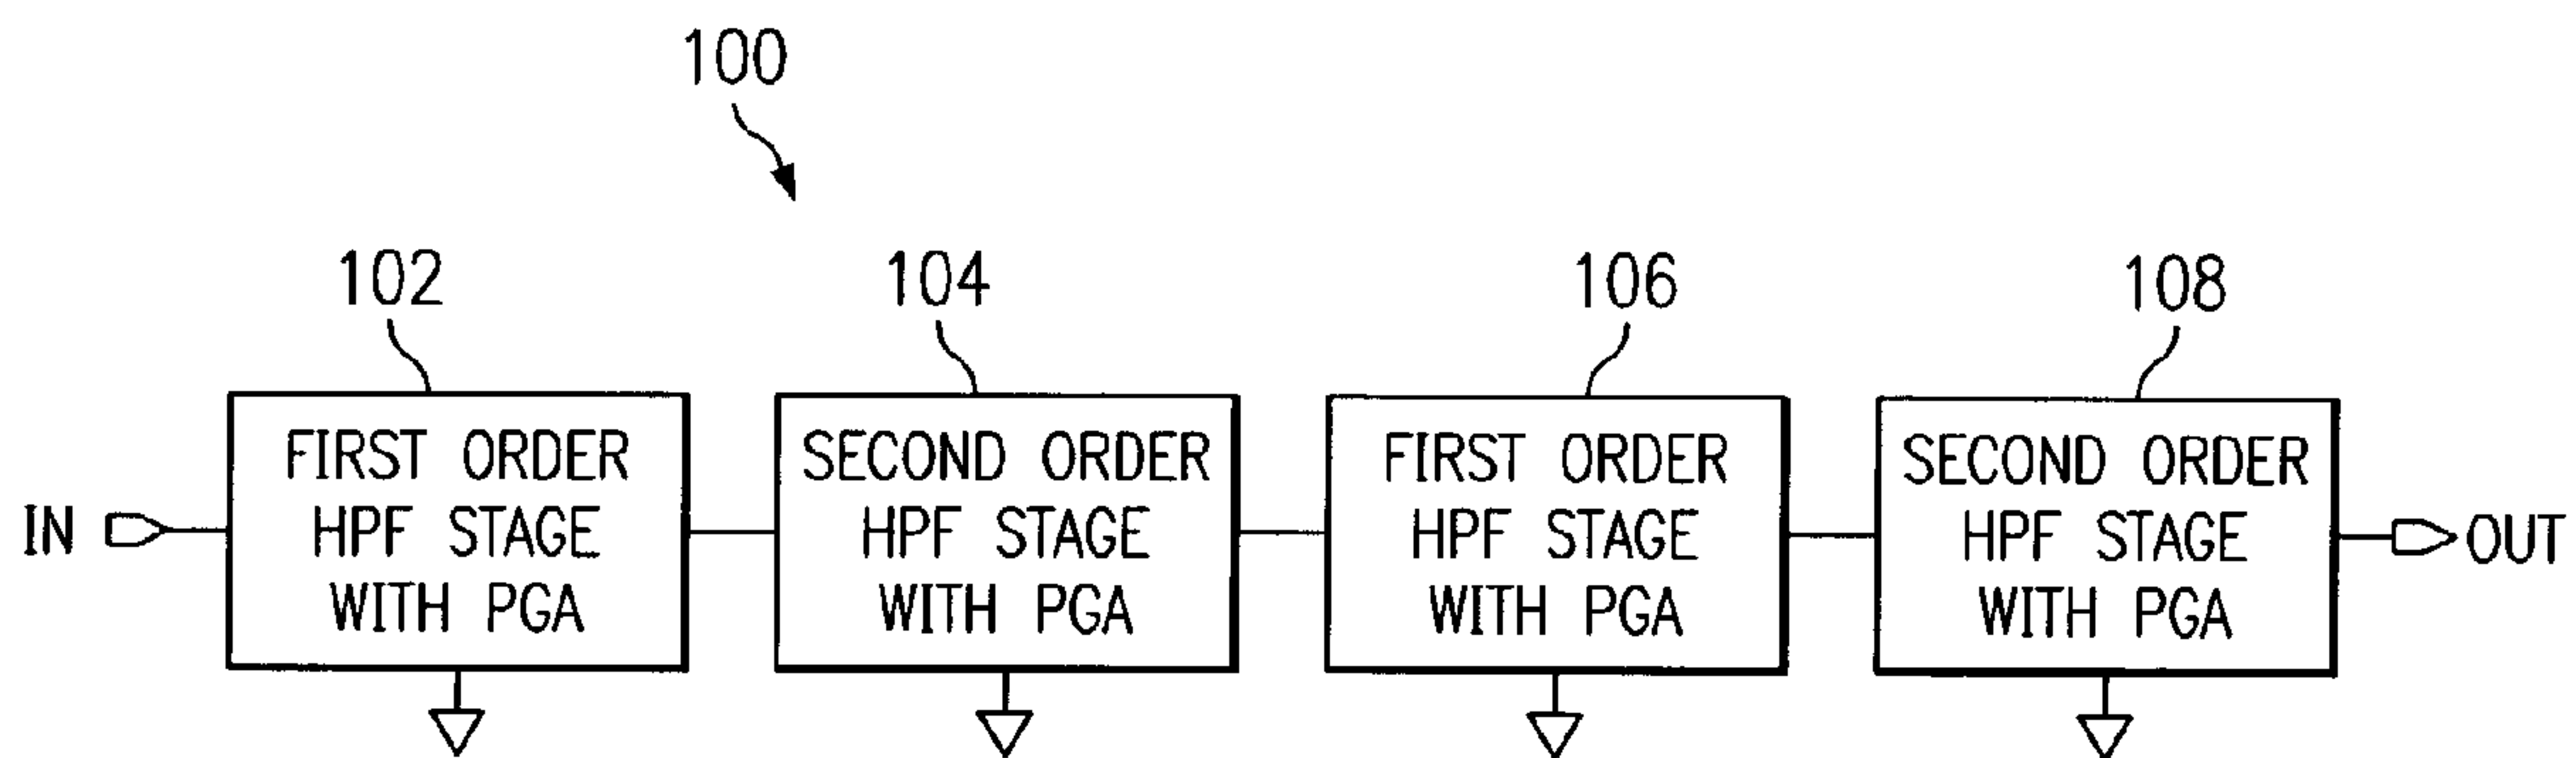 100
102
104
106
108
IN
FIRST ORDER
HPF STAGE
WITH PGA
SECOND ORDER
HPF STAGE
WITH PGA
FIRST ORDER
HPF STAGE
WITH PGA
SECOND ORDER
HPF STAGE
WITH PGA
OUT